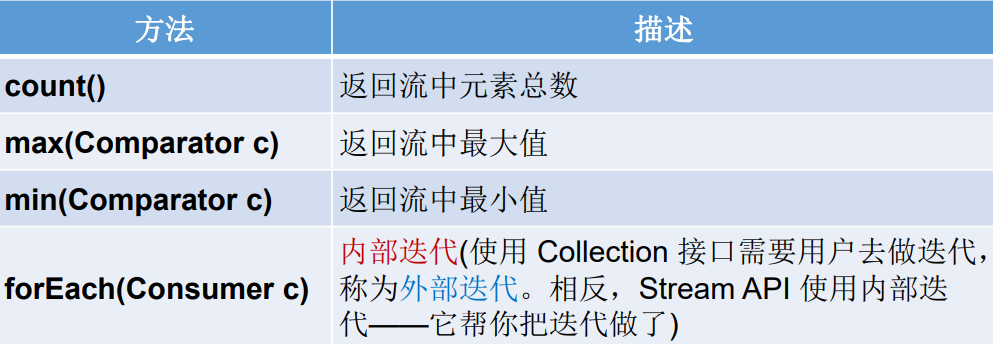 方法 描述
count() 返回流中元素总数
max(Comparator c) 返回流中最大值
min(Comparator c) 返回流中最小值
forEach(Consumer c) 内部迭代(使用 Collection 接口需要用户去做迭代，
称为外部迭代。相反，Stream API 使用内部迭
代——它帮你把迭代做了)